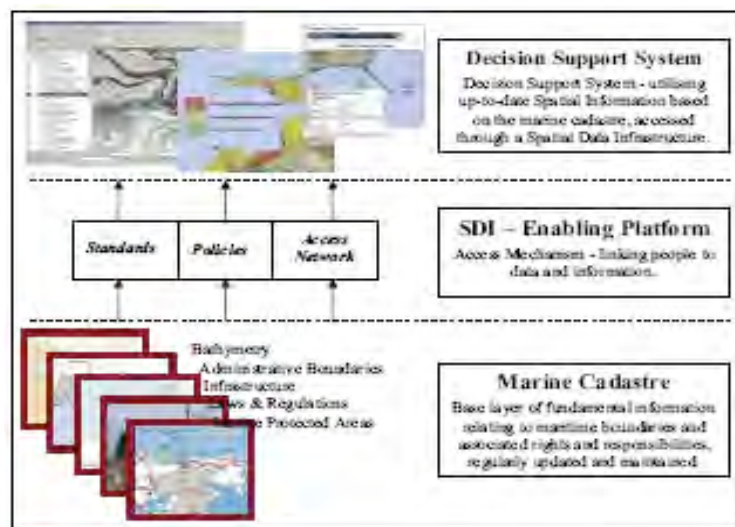 Decision Support System
Decision Support System - utilising
up-to-date Spatial Information based
on the marine cadastre, accessed
through a Spatial Data Infrastructure.
Standards
Policies
Access
Network
SDI – Enabling Platform
Access Mechanism - linking people to
data and information.
Bathymetry
Administrative Boundaries
Infrastructure
Laws & Regulations
Protected Areas
Marine Cadastre
Base layer of fundamental information
relating to maritime boundaries and
associated rights and responsibilities,
regularly updated and maintained